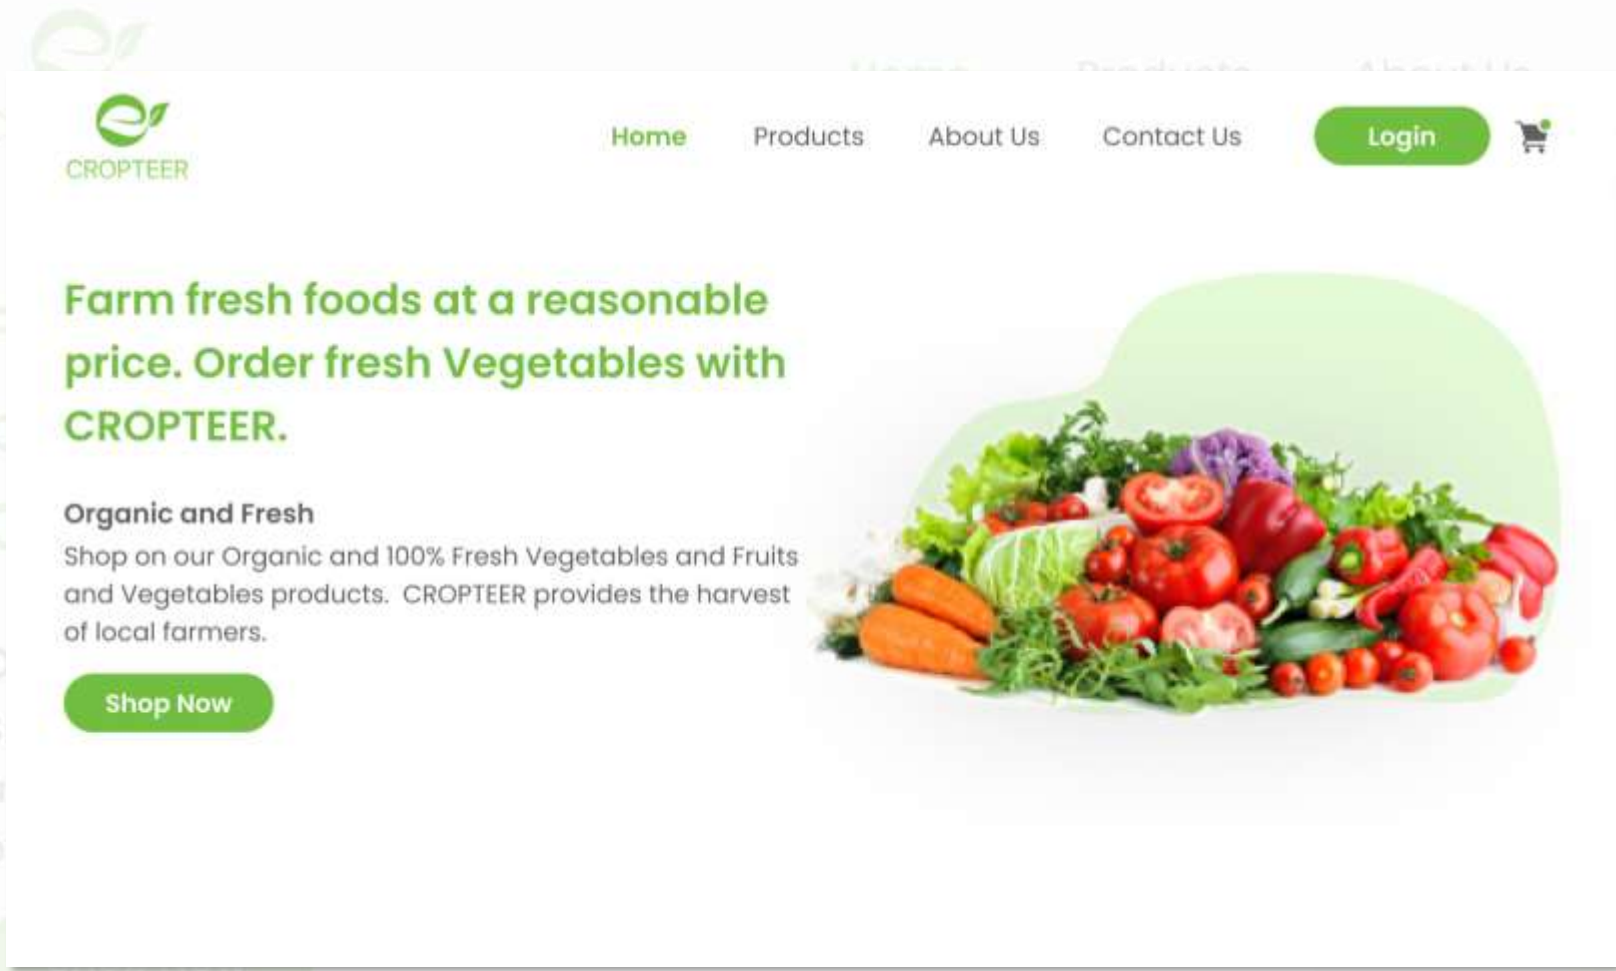 CROPTEER
Home Products About Us Contact Us Login
Farm fresh foods at a reasonable
price. Order fresh Vegetables with
CROPTEER.
Organic and Fresh
Shop on our Organic and 100% Fresh Vegetables and Fruits
and Vegetables products. CROPTEER provides the harvest
of local farmers.
Shop Now